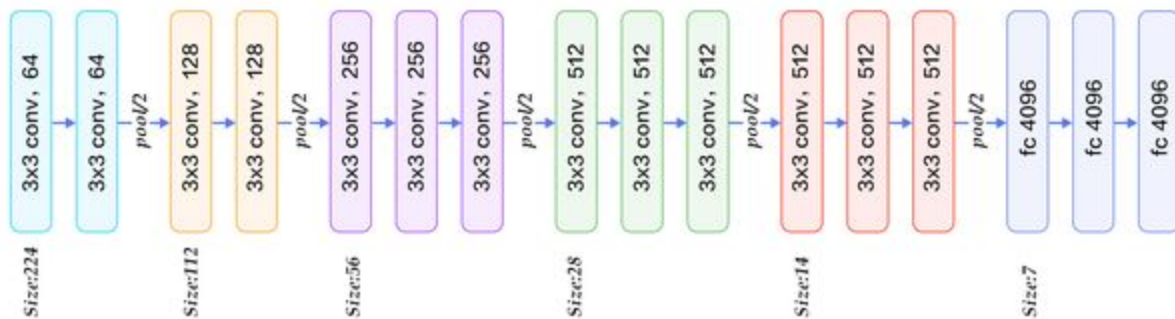 3x3 conv, 64
3x3 conv, 64
pool/2
3x3 conv, 128
3x3 conv, 128
pool/2
3x3 conv, 256
3x3 conv, 256
3x3 conv, 256
pool/2
3x3 conv, 512
3x3 conv, 512
3x3 conv, 512
pool/2
3x3 conv, 512
3x3 conv, 512
3x3 conv, 512
pool/2
fc 4096
fc 4096
fc 4096
Size:224
Size:112
Size:56
Size:28
Size:14
Size:7